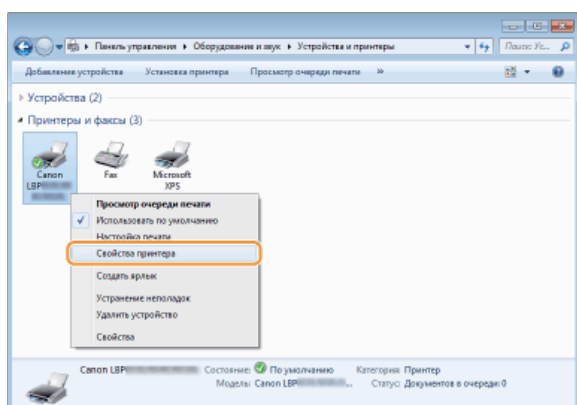 Панель управления ▸ Оборудование и звук ▸ Устройства и принтеры
Поиск: Ус...
Добавление устройства Установка принтера Просмотр очереди печати »
Устройства (2)
Принтеры и факсы (3)
Canon LBP
Fax
Microsoft XPS
Просмотр очереди печати
Использовать по умолчанию
Настройка печати
Свойства принтера
Создать ярлык
Устранение неполадок
Удалить устройство
Свойства
Canon LBP Состояние: По умолчанию Категория: Принтер
Модель: Canon LBP ... Статус: Документов в очереди: 0